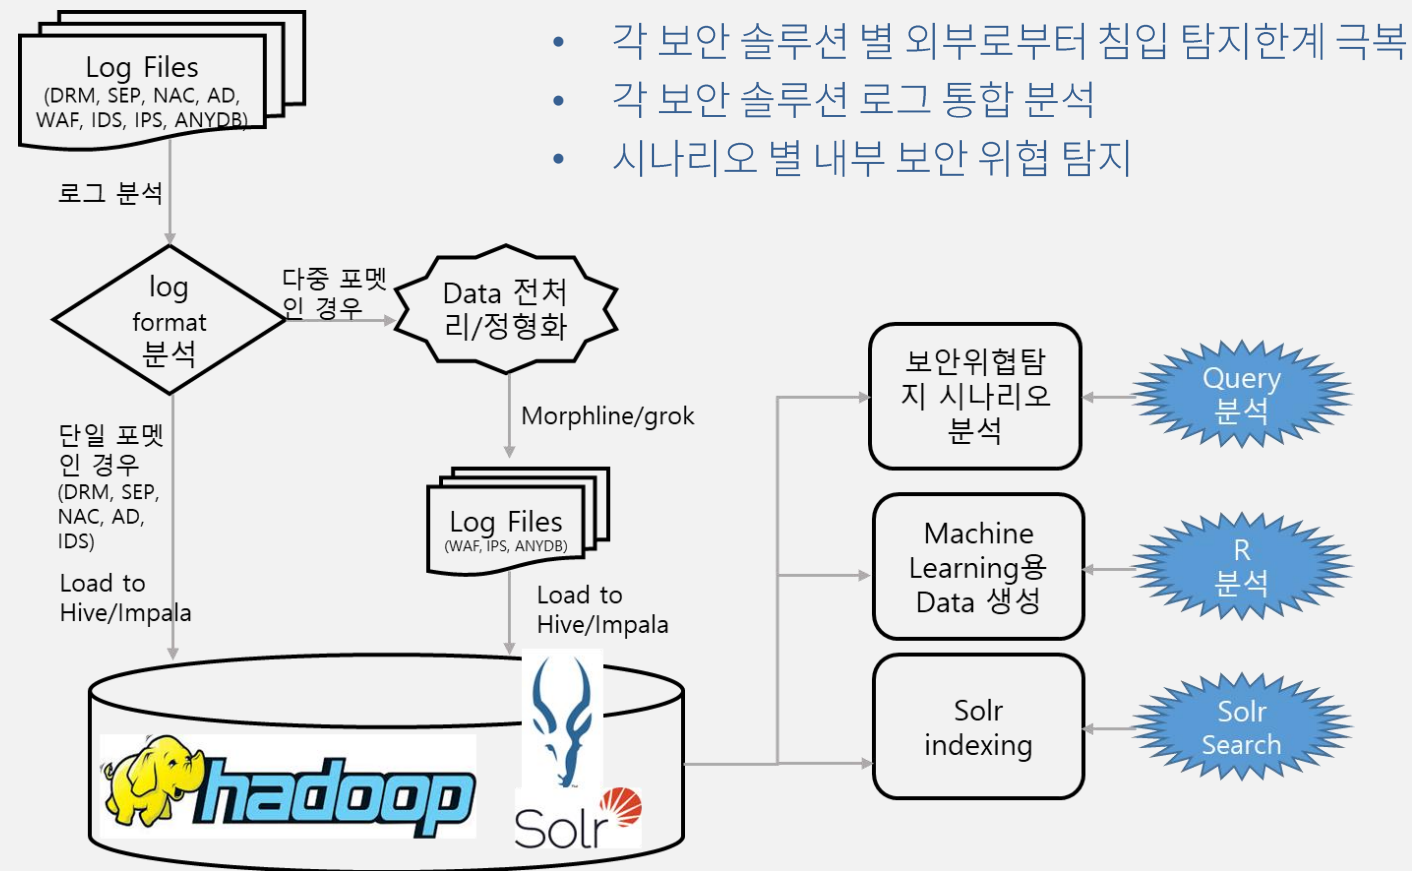 • 각 보안 솔루션 별 외부로부터 침입 탐지한계 극복
• 각 보안 솔루션 로그 통합 분석
• 시나리오 별 내부 보안 위협 탐지
Log Files
(DRM, SEP, NAC, AD,
WAF, IDS, IPS, ANYDB)
로그 분석
log
format
분석
다중 포멧
인 경우
Data 전처
리/정형화
Morphline/grok
단일 포멧
인 경우
(DRM, SEP,
NAC, AD,
IDS)
Load to
Hive/Impala
Log Files
(WAF, IPS, ANYDB)
Load to
Hive/Impala
hadoop
Solr
보안위협탐
지 시나리오
분석
Query
분석
Machine
Learning용
Data 생성
R
분석
Solr
indexing
Solr
Search